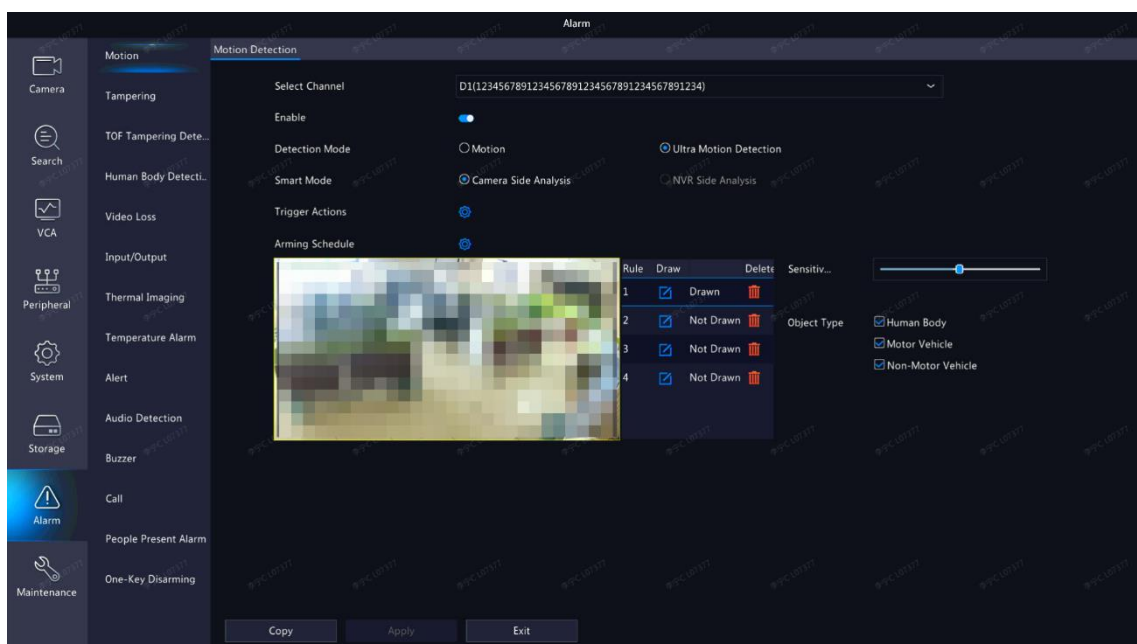 Alarm
Camera
Search
VCA
Peripheral
System
Storage
Alarm
Maintenance
Motion
Tampering
TOF Tampering Dete...
Human Body Detecti..
Video Loss
Input/Output
Thermal Imaging
Temperature Alarm
Alert
Audio Detection
Buzzer
Call
People Present Alarm
One-Key Disarming
Motion Detection
Select Channel D1(1234567891234567891234567891234567891234)
Enable
Detection Mode Motion Ultra Motion Detection
Smart Mode Camera Side Analysis NVR Side Analysis
Trigger Actions
Arming Schedule
Rule Draw Delete
1 Drawn
2 Not Drawn
3 Not Drawn
4 Not Drawn
Sensitiv...
Object Type Human Body
Motor Vehicle
Non-Motor Vehicle
Copy Apply Exit